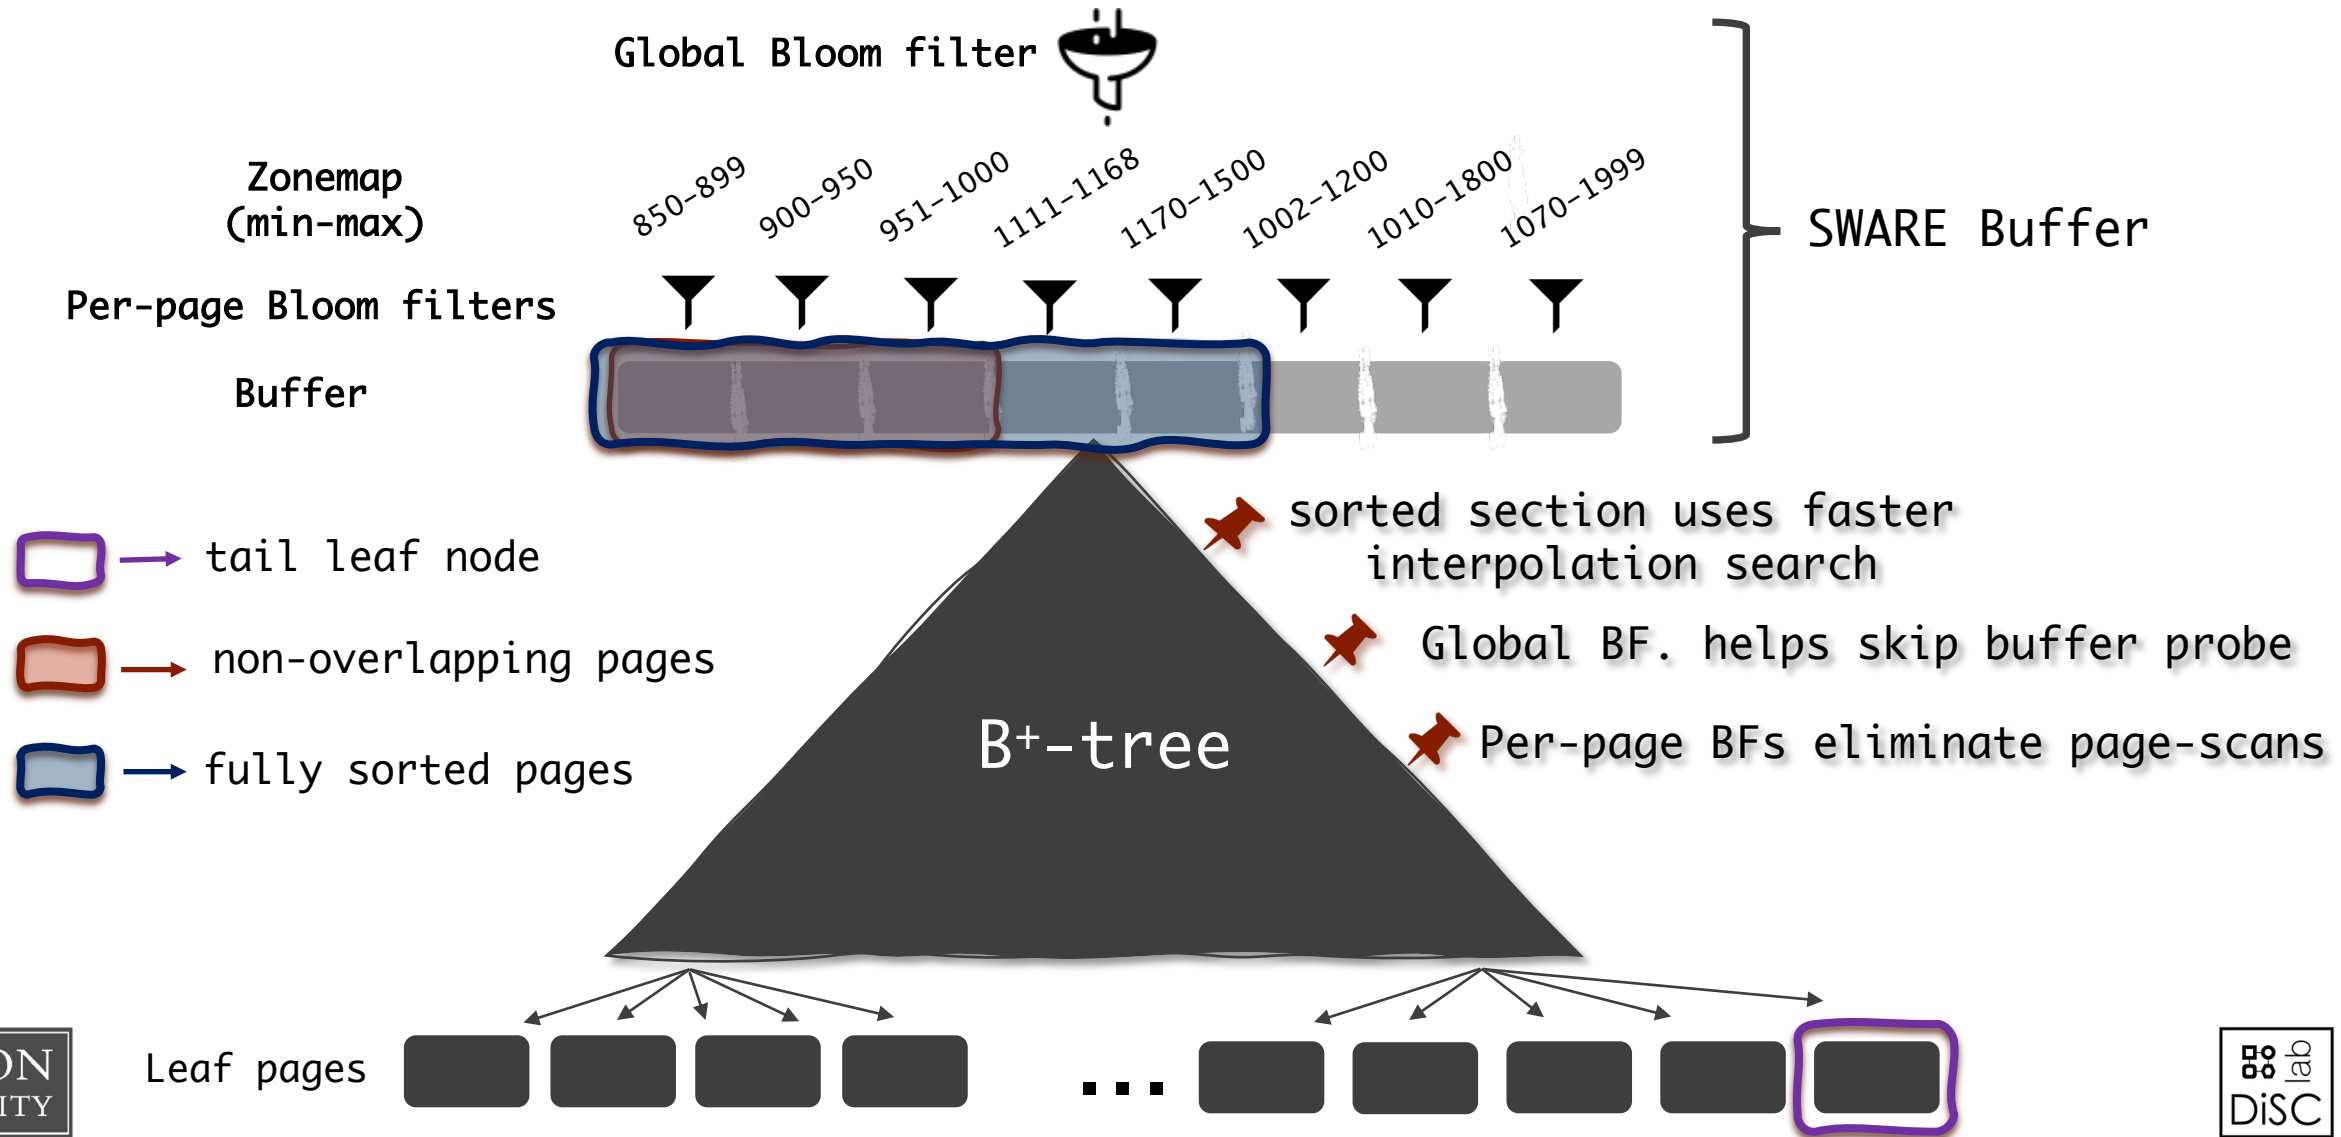 Global Bloom filter
Zonemap
(min-max)
850-899
900-950
951-1000
1111-1168
1170-1500
1002-1200
1010-1800
1070-1999
SWARE Buffer
Per-page Bloom filters
Buffer
sorted section uses faster
interpolation search
tail leaf node
Global BF. helps skip buffer probe
non-overlapping pages
B+-tree
Per-page BFs eliminate page-scans
fully sorted pages
Leaf pages
...
lab
DiSC